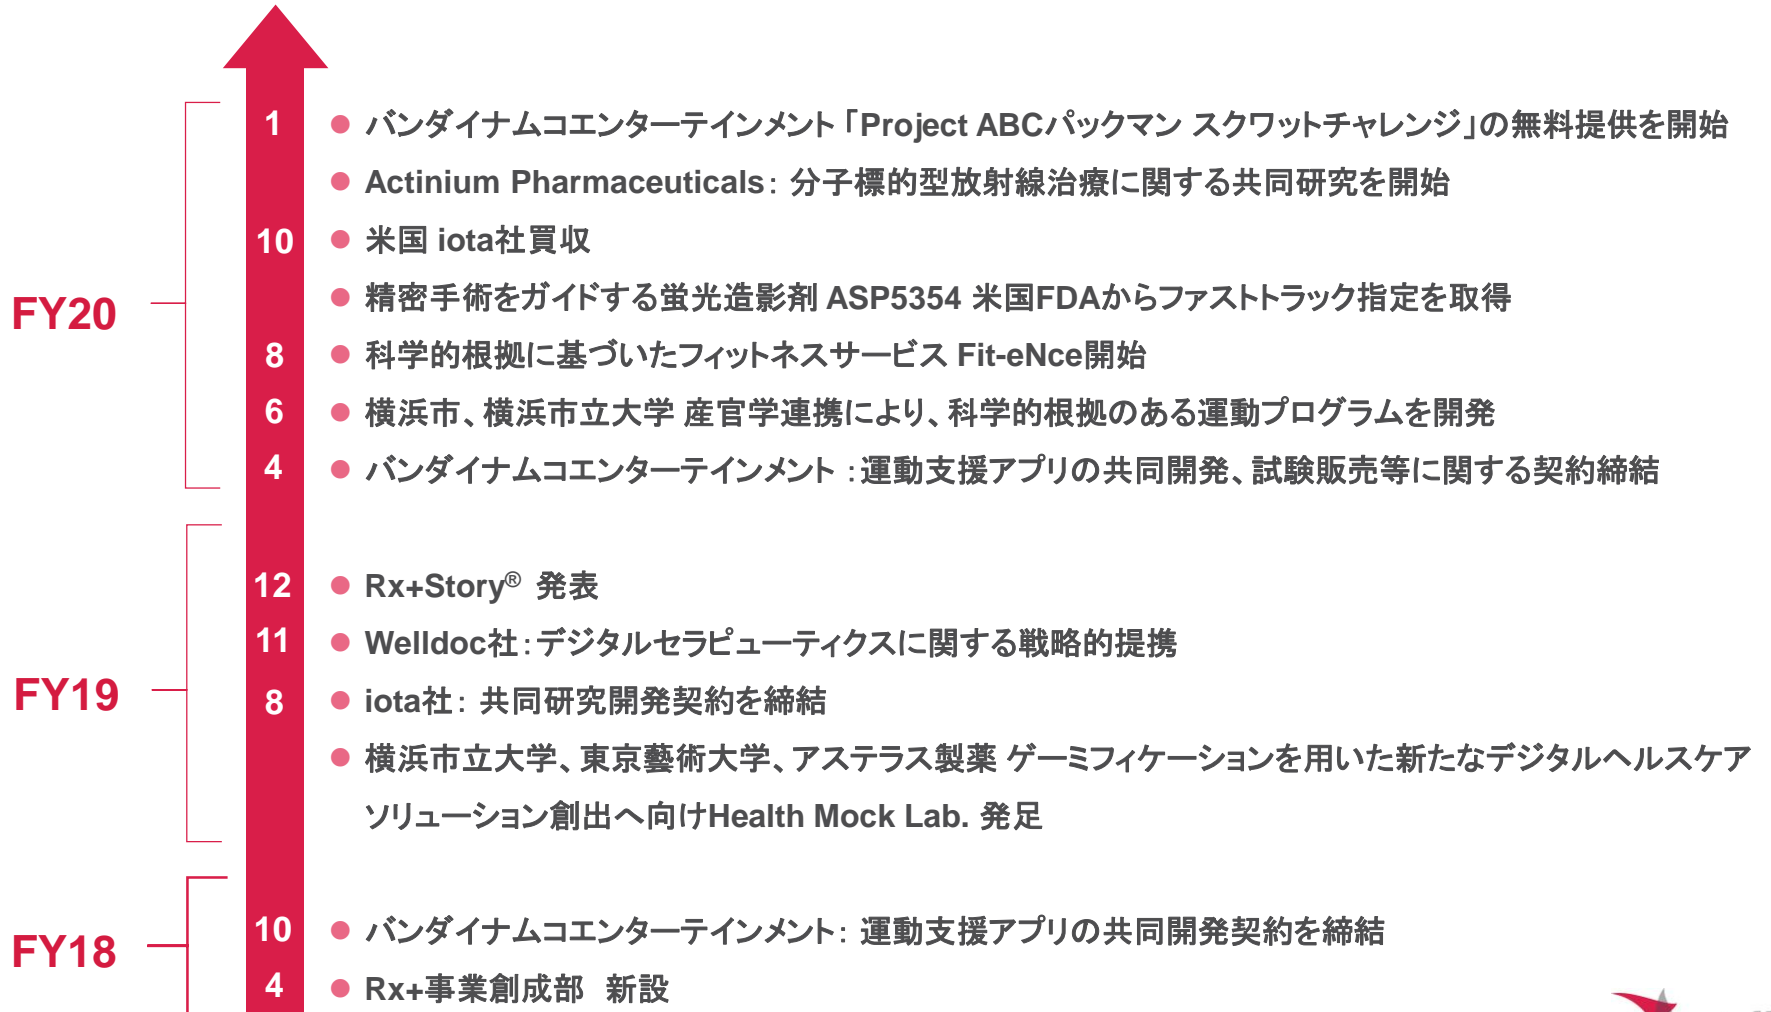 1 ● バンダイナムコエンターテインメント「Project ABCパックマン スクワットチャレンジ」の無料提供を開始
● Actinium Pharmaceuticals：分子標的型放射線治療に関する共同研究を開始
10 ● 米国 iota社買収
● 精密手術をガイドする蛍光造影剤 ASP5354 米国FDAからファストトラック指定を取得
FY20
8 ● 科学的根拠に基づいたフィットネスサービス Fit-eNce開始
6 ● 横浜市、横浜市立大学 産官学連携により、科学的根拠のある運動プログラムを開発
4 ● バンダイナムコエンターテインメント：運動支援アプリの共同開発、試験販売等に関する契約締結
12 ● Rx+Story® 発表
11 ● Welldoc社：デジタルセラピューティクスに関する戦略的提携
FY19
8 ● iota社：共同研究開発契約を締結
● 横浜市立大学、東京藝術大学、アステラス製薬 ゲーミフィケーションを用いた新たなデジタルヘルスケア
ソリューション創出へ向けHealth Mock Lab. 発足
10 ● バンダイナムコエンターテインメント：運動支援アプリの共同開発契約を締結
FY18
4 ● Rx+事業創成部 新設